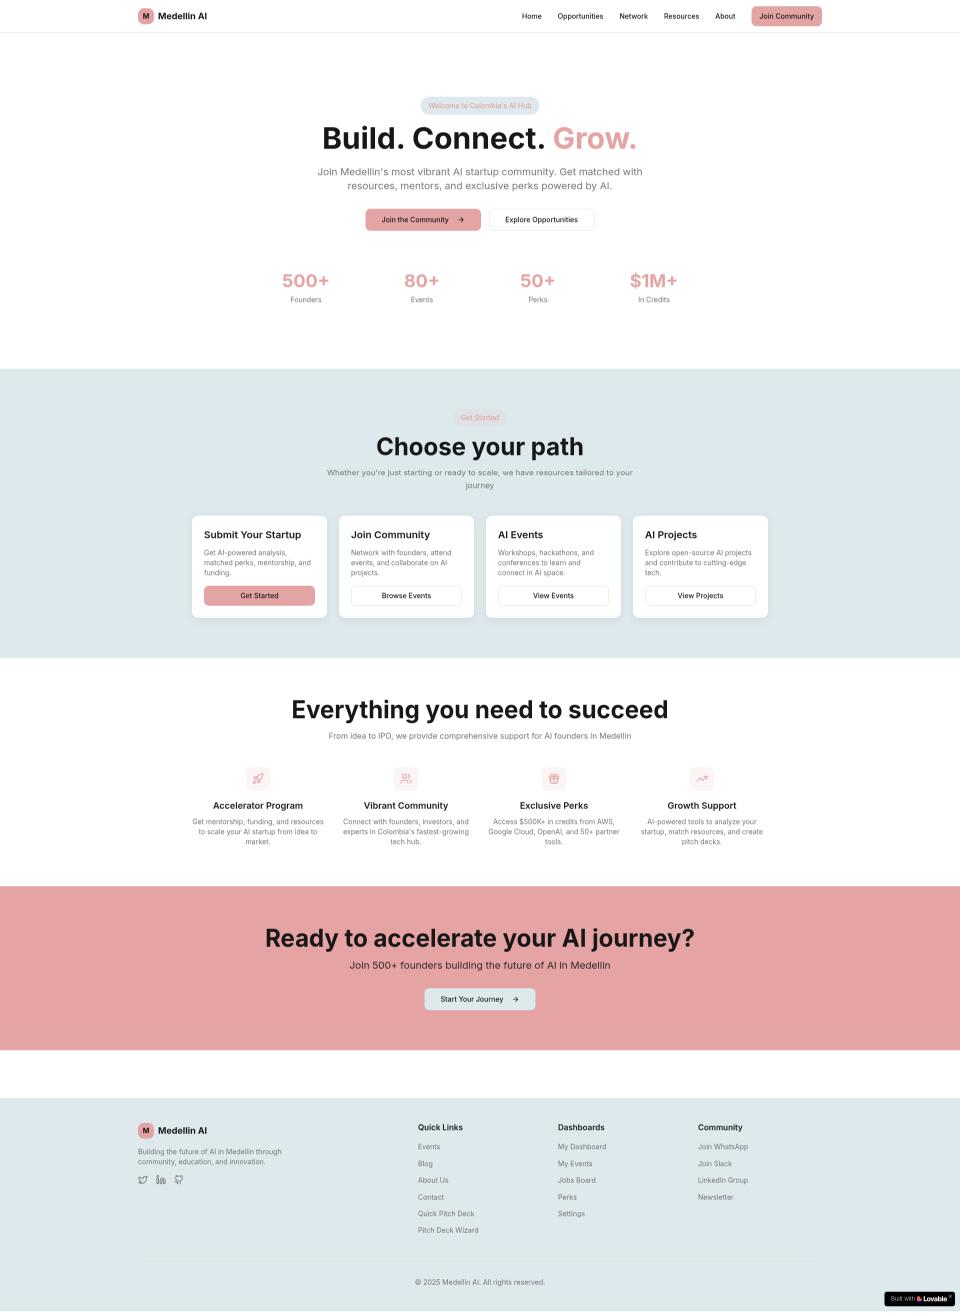 M Medellin AI
Home Opportunities Network Resources About Join Community
Welcome to Colombia's AI Hub
Build. Connect. Grow.
Join Medellin's most vibrant AI startup community. Get matched with
resources, mentors, and exclusive perks powered by AI.
Join the Community → Explore Opportunities
500+ 80+ 50+ $1M+
Founders Events Perks In Credits
Get Started
Choose your path
Whether you're just starting or ready to scale, we have resources tailored to your
journey
Submit Your Startup
Get AI-powered analysis,
matched perks, mentorship, and
funding.
Get Started
Join Community
Network with founders, attend
events, and collaborate on AI
projects.
Browse Events
AI Events
Workshops, hackathons, and
conferences to learn and
connect in AI space.
View Events
AI Projects
Explore open-source AI projects
and contribute to cutting-edge
tech.
View Projects
Everything you need to succeed
From idea to IPO, we provide comprehensive support for AI founders in Medellin
Accelerator Program
Get mentorship, funding, and resources
to scale your AI startup from idea to
market.
Vibrant Community
Connect with founders, investors, and
experts in Colombia's fastest-growing
tech hub.
Exclusive Perks
Access $500K+ in credits from AWS,
Google Cloud, OpenAI, and 50+ partner
tools.
Growth Support
AI-powered tools to analyze your
startup, match resources, and create
pitch decks.
Ready to accelerate your AI journey?
Join 500+ founders building the future of AI in Medellin
Start Your Journey →
M Medellin AI
Building the future of AI in Medellin through
community, education, and innovation.
Quick Links
Events
Blog
About Us
Contact
Quick Pitch Deck
Pitch Deck Wizard
Dashboards
My Dashboard
My Events
Jobs Board
Perks
Settings
Community
Join WhatsApp
Join Slack
LinkedIn Group
Newsletter
© 2025 Medellin AI. All rights reserved.
Built with Lovable